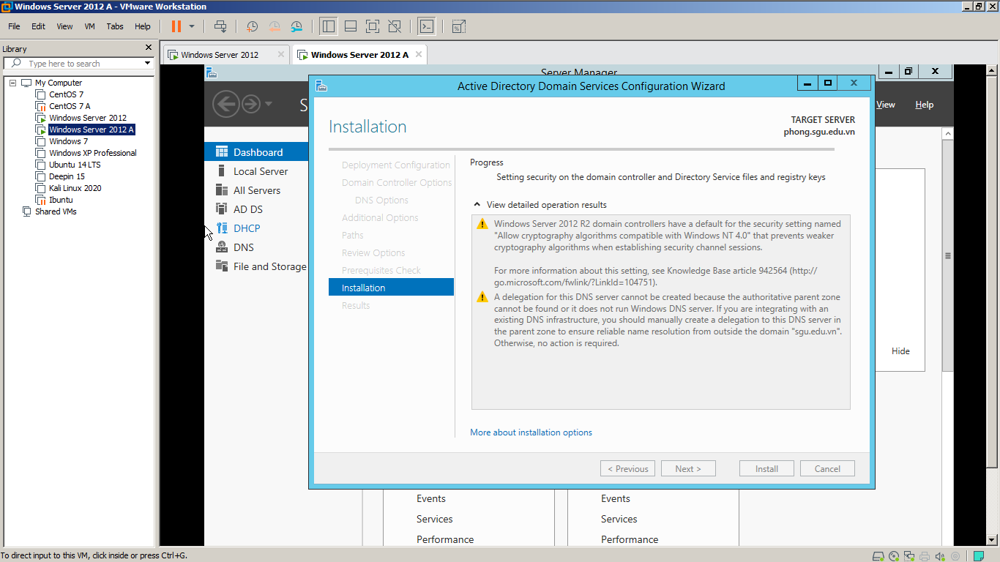 Windows Server 2012 A - VMware Workstation
File Edit View VM Tabs Help
Library
Type here to search
My Computer
CentOS 7
CentOS 7 A
Windows Server 2012
Windows Server 2012 A
Windows 7
Windows XP Professional
Ubuntu 14 LTS
Deepin 15
Kali Linux 2020
Ibuntu
Shared VMs
Windows Server 2012
Windows Server 2012 A
Server Manager
S
View Help
Dashboard
Local Server
All Servers
AD DS
DHCP
DNS
File and Storage
Active Directory Domain Services Configuration Wizard
Installation
TARGET SERVER
phong.sgu.edu.vn
Deployment Configuration
Domain Controller Options
DNS Options
Additional Options
Paths
Review Options
Prerequisites Check
Installation
Results
Progress
Setting security on the domain controller and Directory Service files and registry keys
View detailed operation results
Windows Server 2012 R2 domain controllers have a default for the security setting named
"Allow cryptography algorithms compatible with Windows NT 4.0" that prevents weaker
cryptography algorithms when establishing security channel sessions.
For more information about this setting, see Knowledge Base article 942564 (http://
go.microsoft.com/fwlink/?LinkId=104751).
A delegation for this DNS server cannot be created because the authoritative parent zone
cannot be found or it does not run Windows DNS server. If you are integrating with an
existing DNS infrastructure, you should manually create a delegation to this DNS server in
the parent zone to ensure reliable name resolution from outside the domain "sgu.edu.vn".
Otherwise, no action is required.
More about installation options
< Previous Next > Install Cancel
Hide
Events
Services
Performance
Events
Services
Performance
To direct input to this VM, click inside or press Ctrl+G.